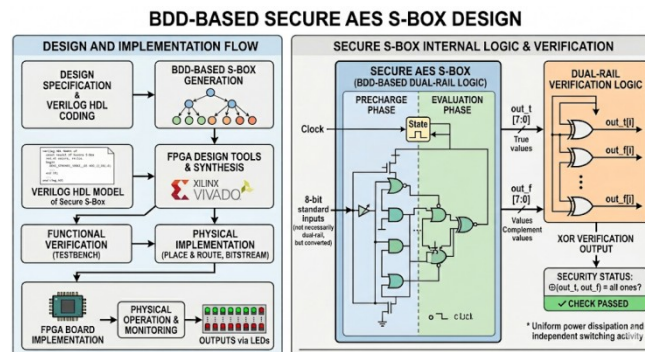 BDD-BASED SECURE AES S-BOX DESIGN
DESIGN AND IMPLEMENTATION FLOW
DESIGN
SPECIFICATION
&
VERILOG HDL
CODING
BDD-BASED S-BOX
GENERATION
VERILOG HDL MODEL
of Secure S-Box
FPGA DESIGN TOOLS
& SYNTHESIS
XILINX
VIVADO
FUNCTIONAL
VERIFICATION
(TESTBENCH)
PHYSICAL
IMPLEMENTATION
(PLACE & ROUTE, BITSTREAM)
FPGA BOARD
IMPLEMENTATION
PHYSICAL
OPERATION &
MONITORING
OUTPUTS via LEDs
SECURE S-BOX INTERNAL LOGIC & VERIFICATION
SECURE AES S-BOX
(BDD-BASED DUAL-RAIL LOGIC)
PRECHARGE
PHASE
EVALUATION
PHASE
Clock
State
8-bit
standard
inputs
(not necessarily
dual-rail,
but converted)
clock
out_t
[7:0]
True
values
out_f
[7:0]
Values
Complement
values
DUAL-RAIL
VERIFICATION LOGIC
out_t[i]
out_f[i]
out_f[i]
XOR VERIFICATION
OUTPUT
SECURITY STATUS:
⊕(out_t, out_f) = all ones?
✓ CHECK PASSED
* Uniform power dissipation and
independent switching activity